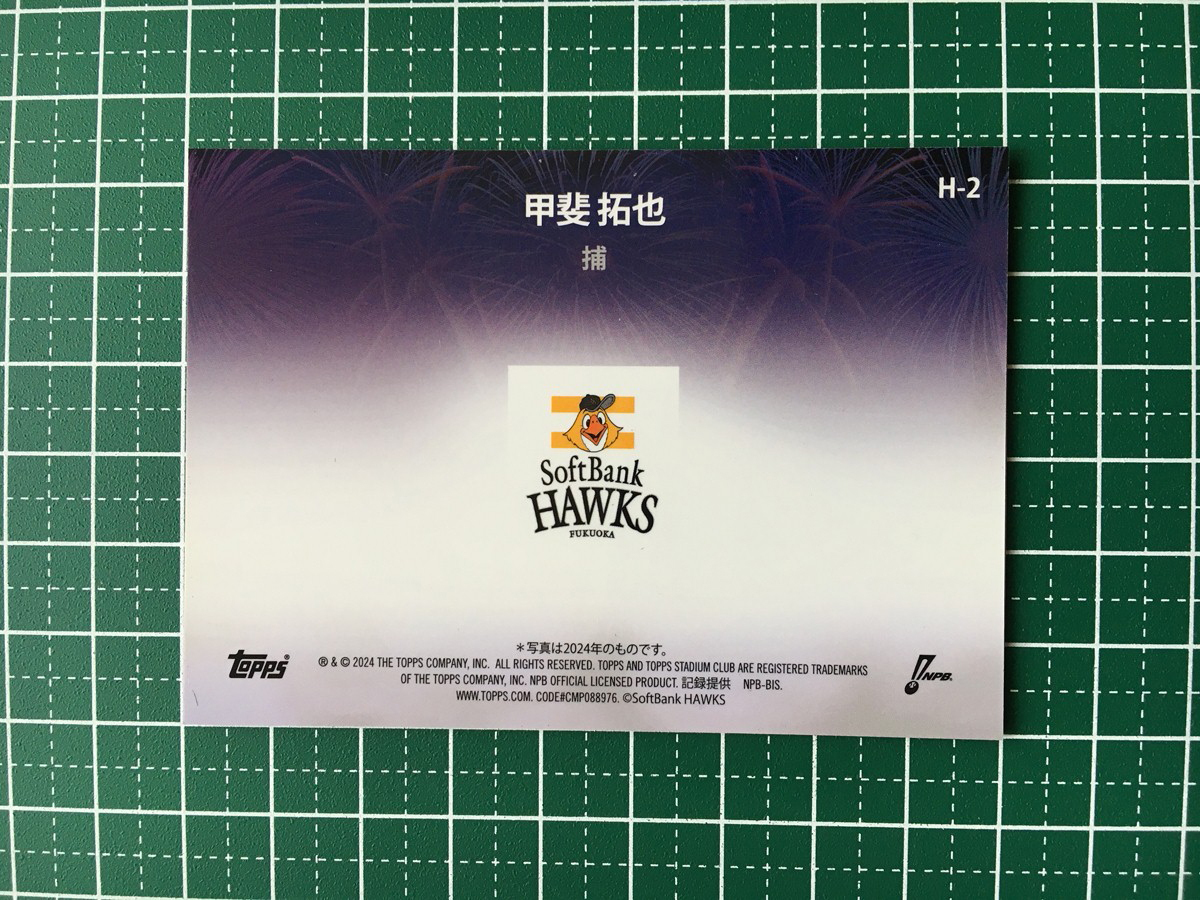 H-2
甲斐 拓也
捕
SoftBank
HAWKS
FUKUOKA
＊写真は2024年のものです。
topps®
® & © 2024 THE TOPPS COMPANY, INC. ALL RIGHTS RESERVED. TOPPS AND TOPPS STADIUM CLUB ARE REGISTERED TRADEMARKS
OF THE TOPPS COMPANY, INC. NPB OFFICIAL LICENSED PRODUCT. 記録提供 NPB-BIS.
WWW.TOPPS.COM. CODE#CMP088976. ©SoftBank HAWKS
NPB.